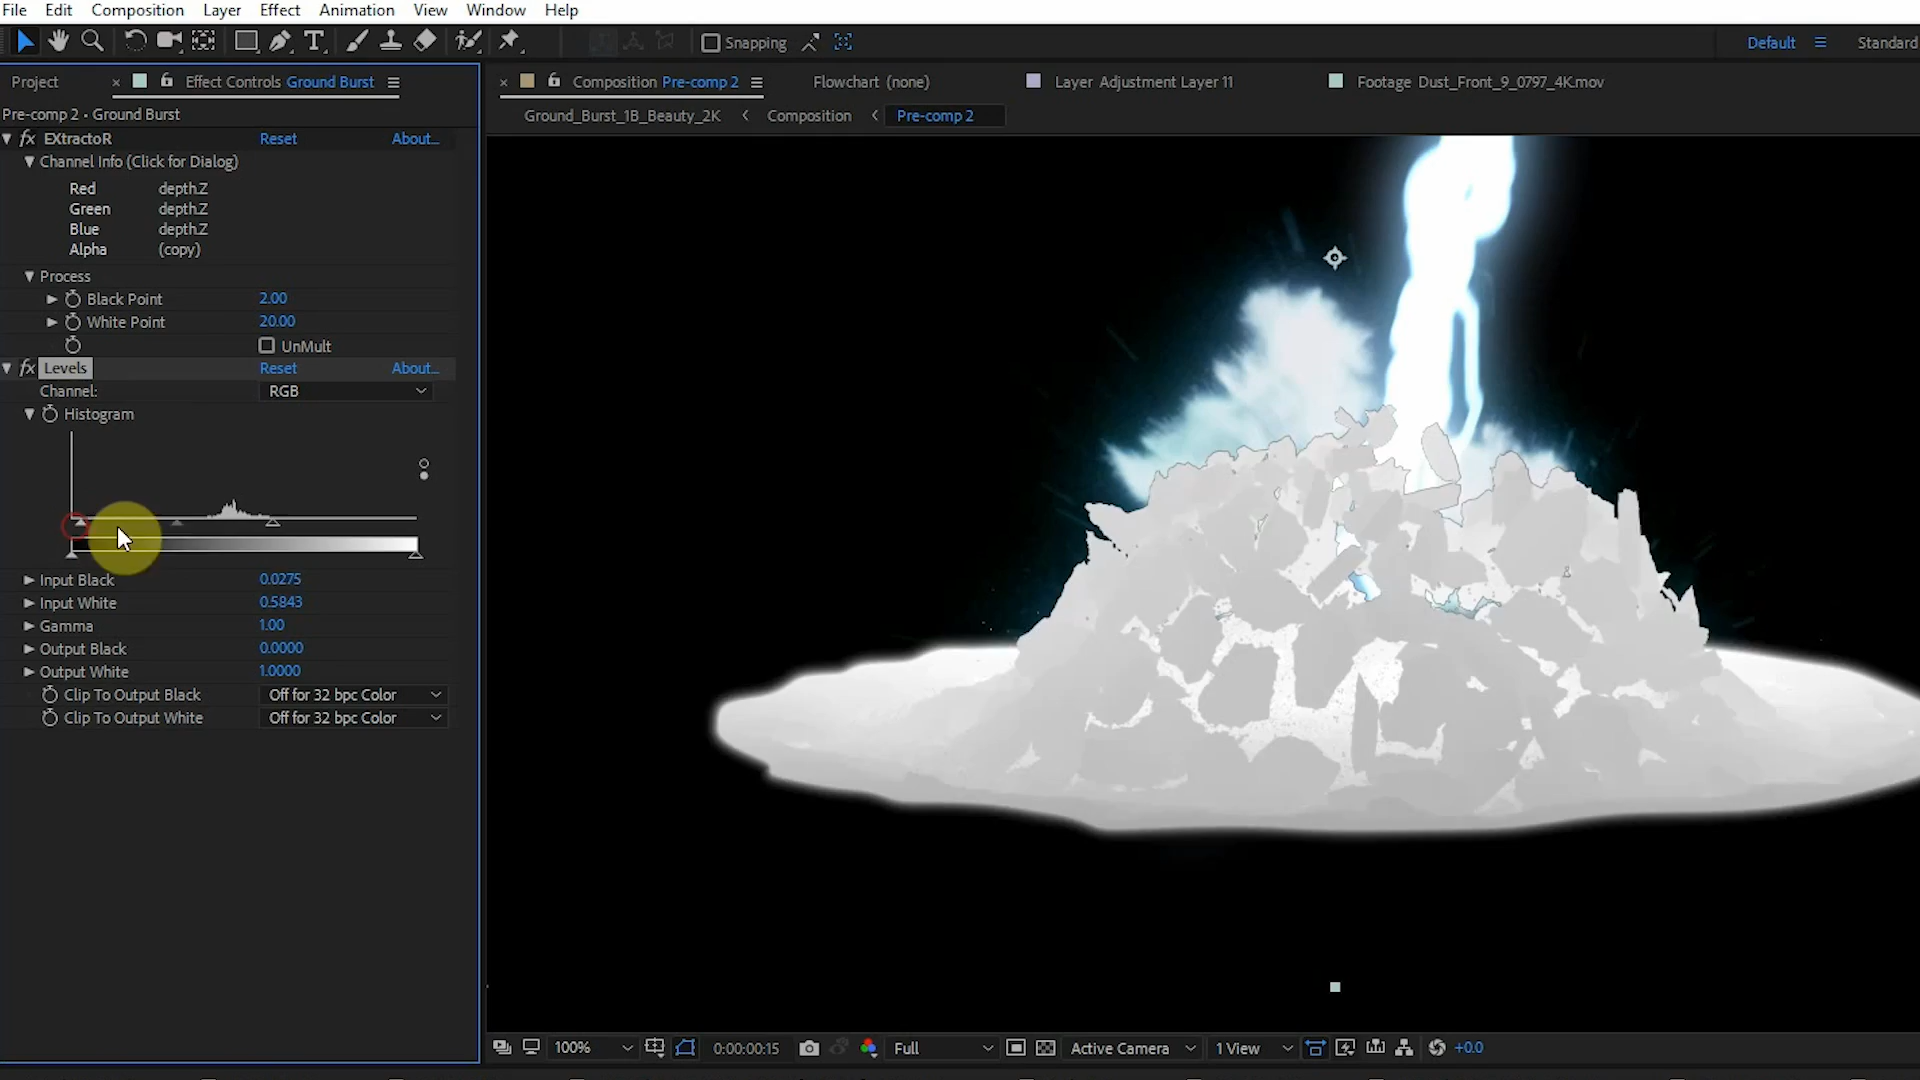 File Edit Composition Layer Effect Animation View Window Help
Snapping Default Standard
Project × Effect Controls Ground Burst
× Composition Pre-comp 2 Flowchart (none) Layer Adjustment Layer 11 Footage Dust_Front_9_0797_4K.mov
Pre-comp 2 • Ground Burst
Ground_Burst_1B_Beauty_2K Composition Pre-comp 2
fx EXtractoR Reset About...
Channel Info (Click for Dialog)
Red depth.Z
Green depth.Z
Blue depth.Z
Alpha (copy)
Process
Black Point 2.00
White Point 20.00
UnMult
fx Levels Reset About...
Channel: RGB
Histogram
Input Black 0.0275
Input White 0.5843
Gamma 1.00
Output Black 0.0000
Output White 1.0000
Clip To Output Black Off for 32 bpc Color
Clip To Output White Off for 32 bpc Color
100% 0:00:00:15 Full Active Camera 1 View +0.0